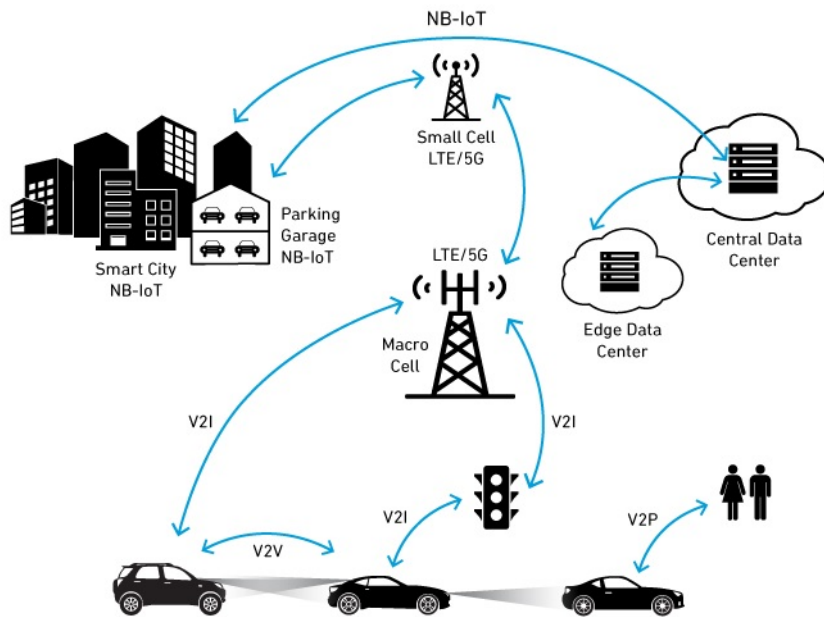 NB-IoT
Small Cell
LTE/5G
Parking
Garage
NB-IoT
Smart City
NB-IoT
Central Data
Center
LTE/5G
Edge Data
Center
Macro
Cell
V2I
V2I
V2I
V2P
V2V